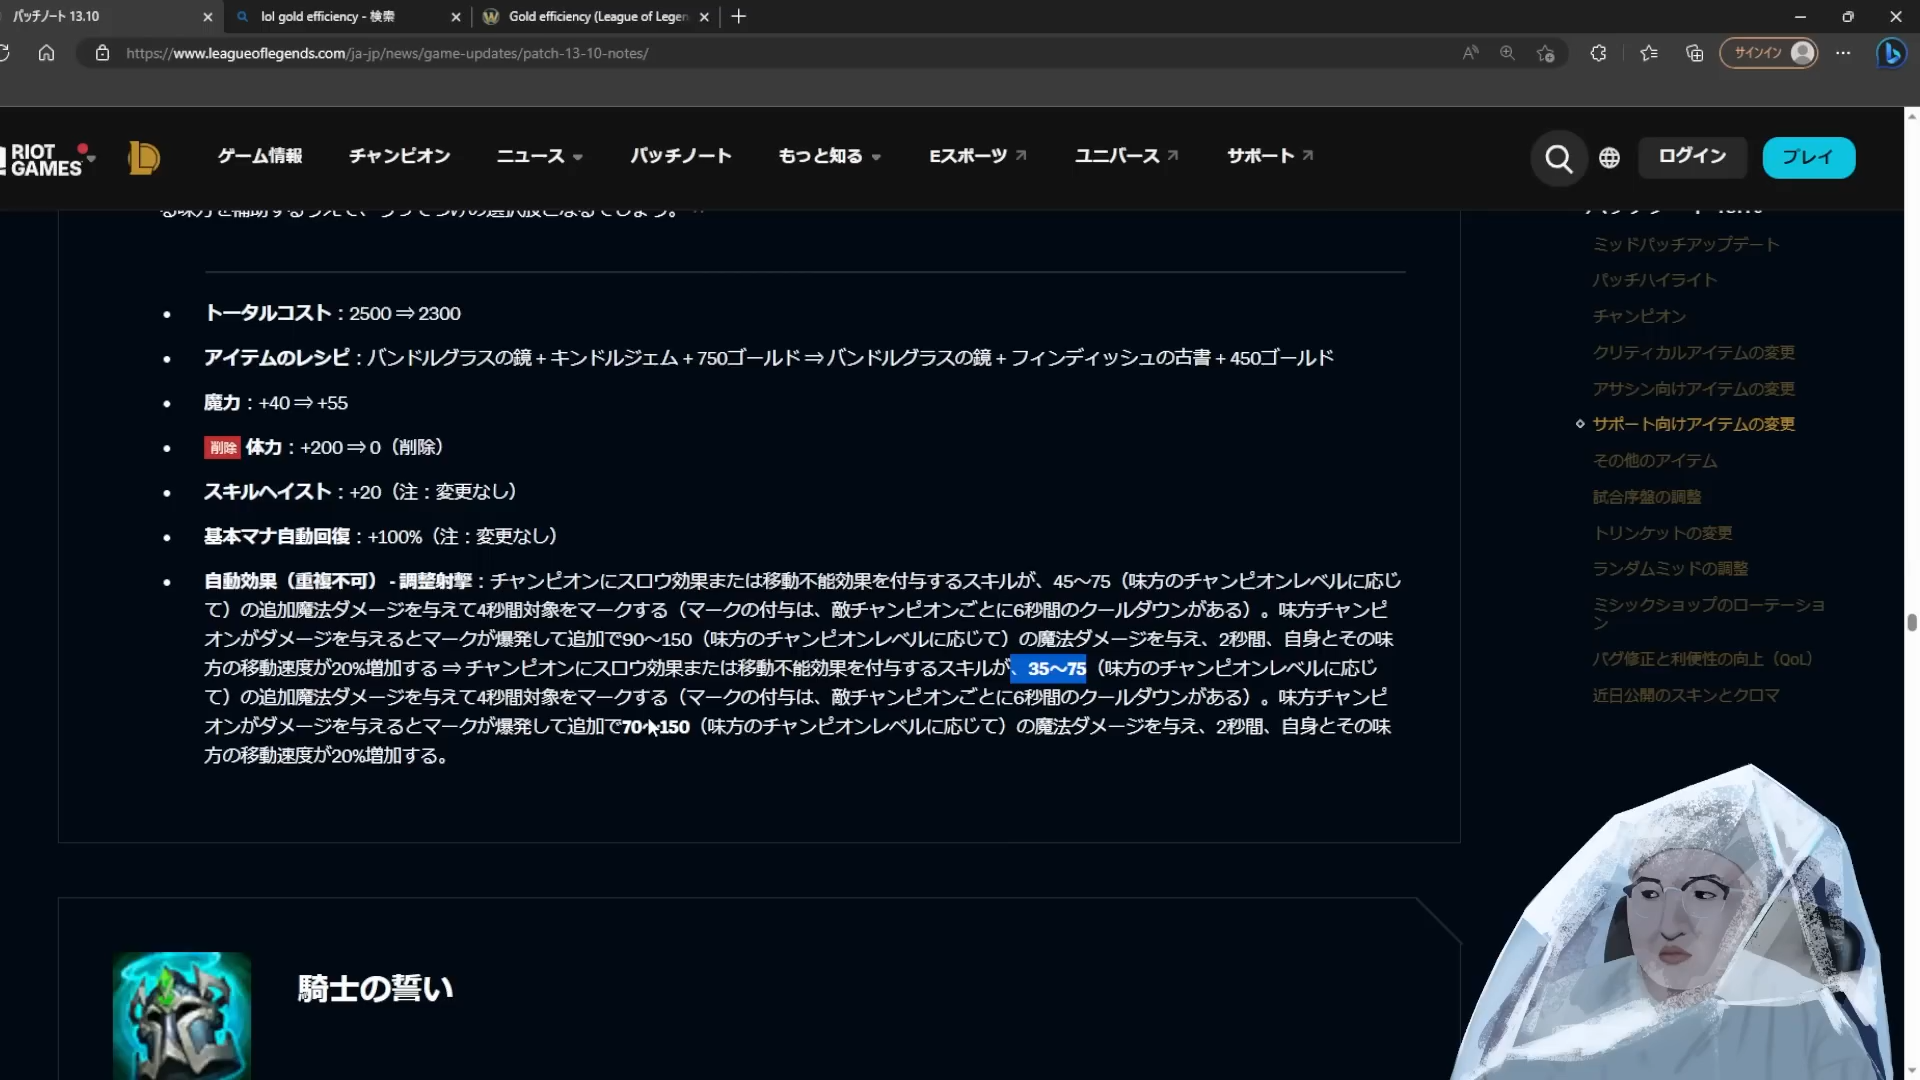 パッチノート 13.10
lol gold efficiency - 検索
Gold efficiency (League of Legen
https://www.leagueoflegends.com/ja-jp/news/game-updates/patch-13-10-notes/
サインイン
RIOT GAMES
ゲーム情報
チャンピオン
ニュース
パッチノート
もっと知る
Eスポーツ
ユニバース
サポート
ログイン
プレイ
る味方を補助するうえで、うってつけの選択肢となるでしょう。
トータルコスト：2500 ⇒ 2300
アイテムのレシピ：バンドルグラスの鏡 + キンドルジェム + 750ゴールド ⇒ バンドルグラスの鏡 + フィンディッシュの古書 + 450ゴールド
魔力：+40 ⇒ +55
削除 体力：+200 ⇒ 0（削除）
スキルヘイスト：+20（注：変更なし）
基本マナ自動回復：+100%（注：変更なし）
自動効果（重複不可） - 調整射撃：チャンピオンにスロウ効果または移動不能効果を付与するスキルが、45～75（味方のチャンピオンレベルに応じ
て）の追加魔法ダメージを与えて4秒間対象をマークする（マークの付与は、敵チャンピオンごとに6秒間のクールダウンがある）。味方チャンピ
オンがダメージを与えるとマークが爆発して追加で90～150（味方のチャンピオンレベルに応じて）の魔法ダメージを与え、2秒間、自身とその味
方の移動速度が20%増加する ⇒ チャンピオンにスロウ効果または移動不能効果を付与するスキルが、35～75（味方のチャンピオンレベルに応じ
て）の追加魔法ダメージを与えて4秒間対象をマークする（マークの付与は、敵チャンピオンごとに6秒間のクールダウンがある）。味方チャンピ
オンがダメージを与えるとマークが爆発して追加で70～150（味方のチャンピオンレベルに応じて）の魔法ダメージを与え、2秒間、自身とその味
方の移動速度が20%増加する。
騎士の誓い
ミッドパッチアップデート
パッチハイライト
チャンピオン
クリティカルアイテムの変更
アサシン向けアイテムの変更
サポート向けアイテムの変更
その他のアイテム
試合序盤の調整
トリンケットの変更
ランダムミッドの調整
ミシックショップのローテーショ
ン
バグ修正と利便性の向上（QoL）
近日公開のスキンとクロマ